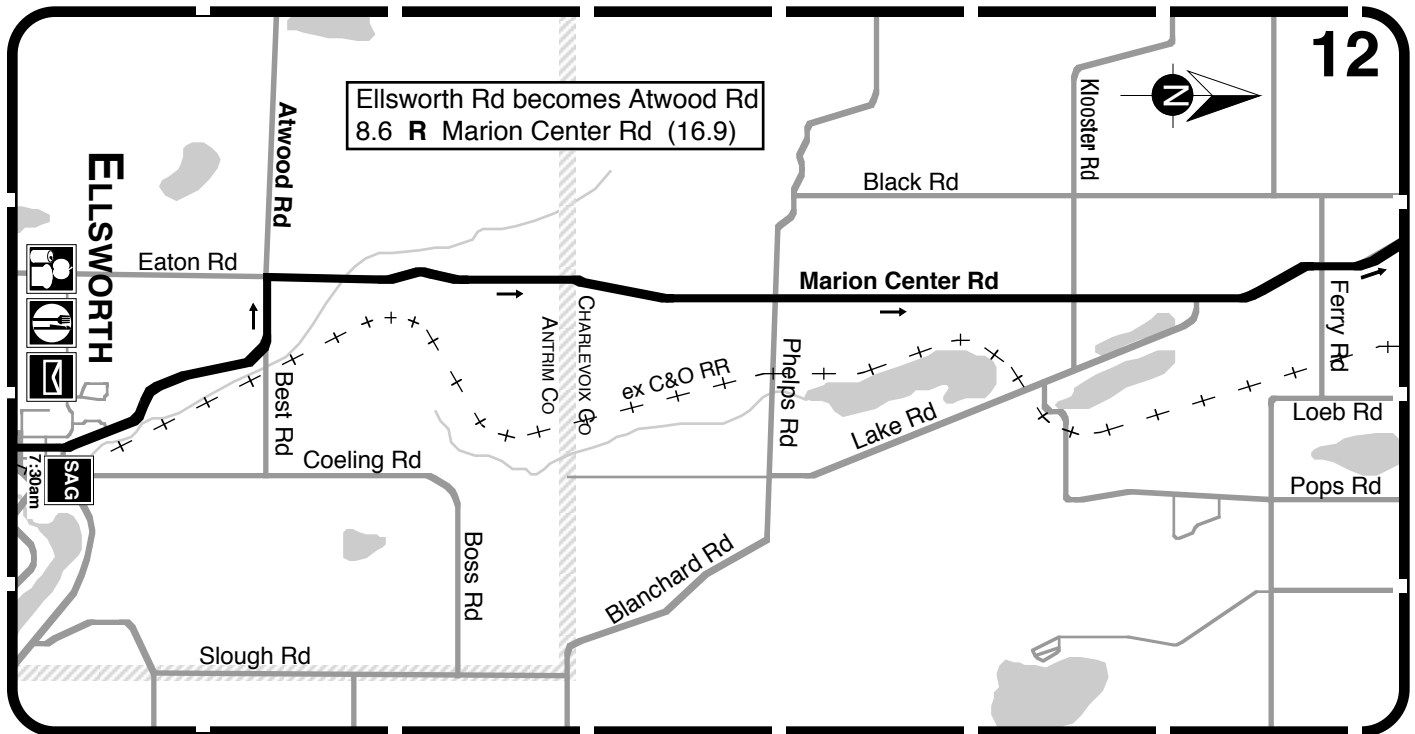 12
Ellsworth Rd becomes Atwood Rd
8.6 R Marion Center Rd (16.9)
N
Klooster Rd
Atwood Rd
Black Rd
ELLSWORTH
Eaton Rd
Marion Center Rd
Ferry Rd
CHARLEVOIX CO
ANTRIM CO
Phelps Rd
ex C&O RR
Best Rd
Lake Rd
Loeb Rd
Coeling Rd
SAG
7:30am
Pops Rd
Boss Rd
Blanchard Rd
Slough Rd